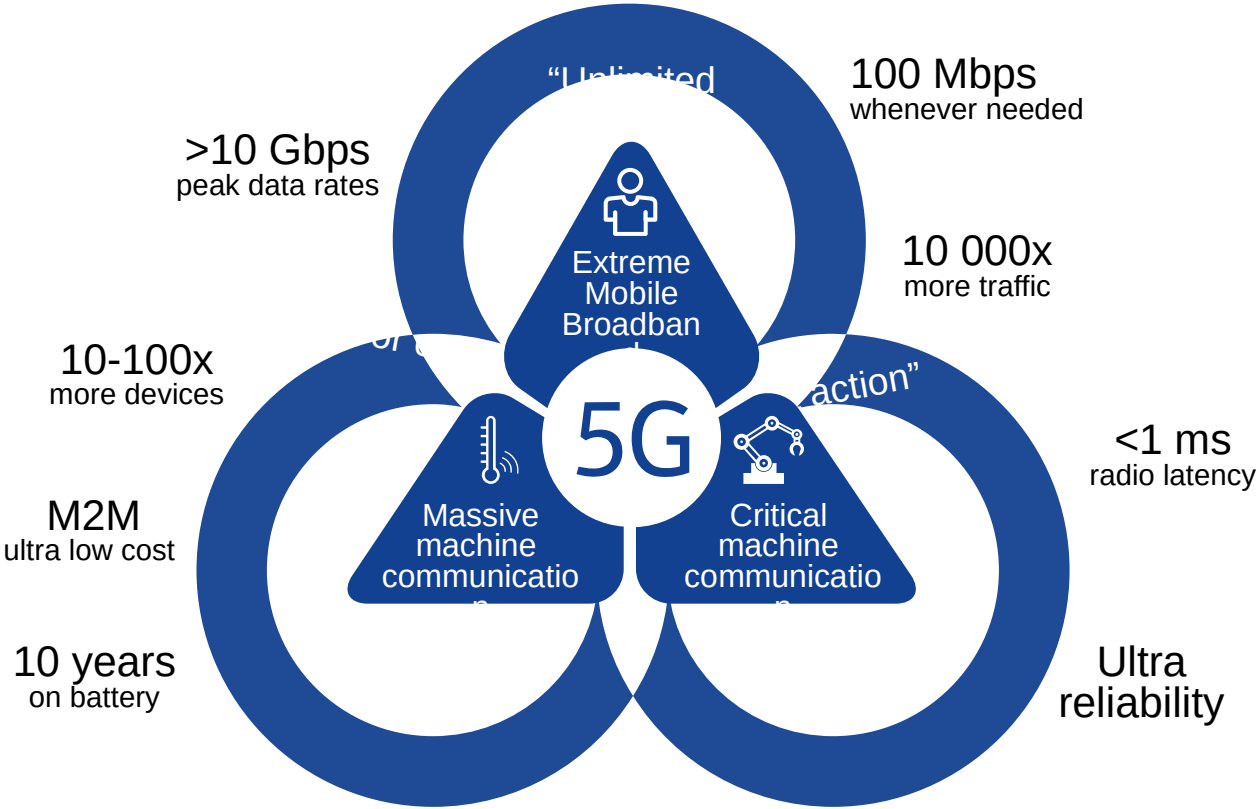 “Unlimited
100 Mbps
whenever needed
>10 Gbps
peak data rates
Extreme
Mobile
Broadban
10 000x
more traffic
10-100x
more devices
action”
5G
<1 ms
radio latency
M2M
ultra low cost
Massive
machine
communicatio
n
Critical
machine
communicatio
n
10 years
on battery
Ultra
reliability